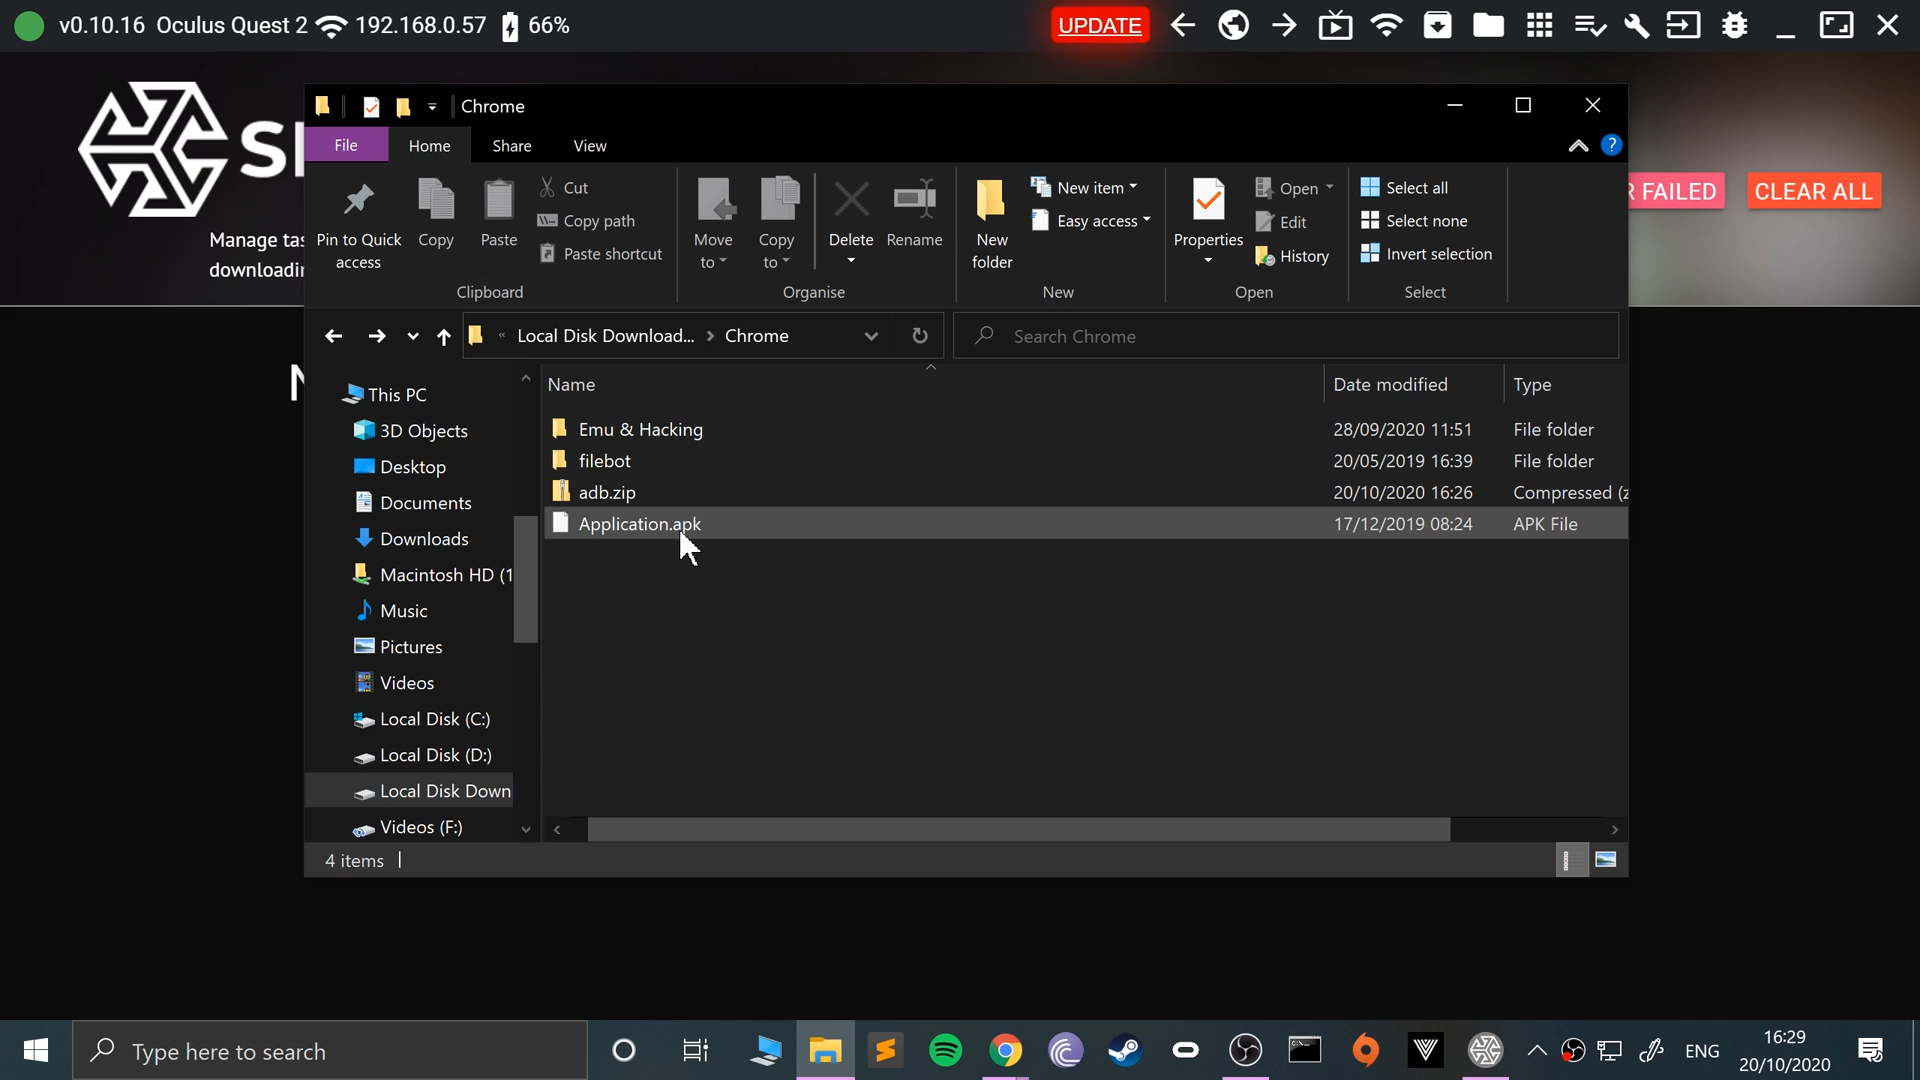 v0.10.16 Oculus Quest 2 192.168.0.57 66%
UPDATE
Chrome
File Home Share View
Pin to Quick access
Copy
Paste
Cut
Copy path
Paste shortcut
Clipboard
Move to
Copy to
Delete
Rename
Organise
New folder
New item
Easy access
New
Properties
Open
Edit
History
Open
Select all
Select none
Invert selection
Select
FAILED
CLEAR ALL
Manage tas
downloadin
« Local Disk Download... > Chrome
Search Chrome
This PC
3D Objects
Desktop
Documents
Downloads
Macintosh HD (1
Music
Pictures
Videos
Local Disk (C:)
Local Disk (D:)
Local Disk Down
Videos (F:)
Name Date modified Type
Emu & Hacking 28/09/2020 11:51 File folder
filebot 20/05/2019 16:39 File folder
adb.zip 20/10/2020 16:26 Compressed (z
Application.apk 17/12/2019 08:24 APK File
4 items
Type here to search
ENG
16:29
20/10/2020